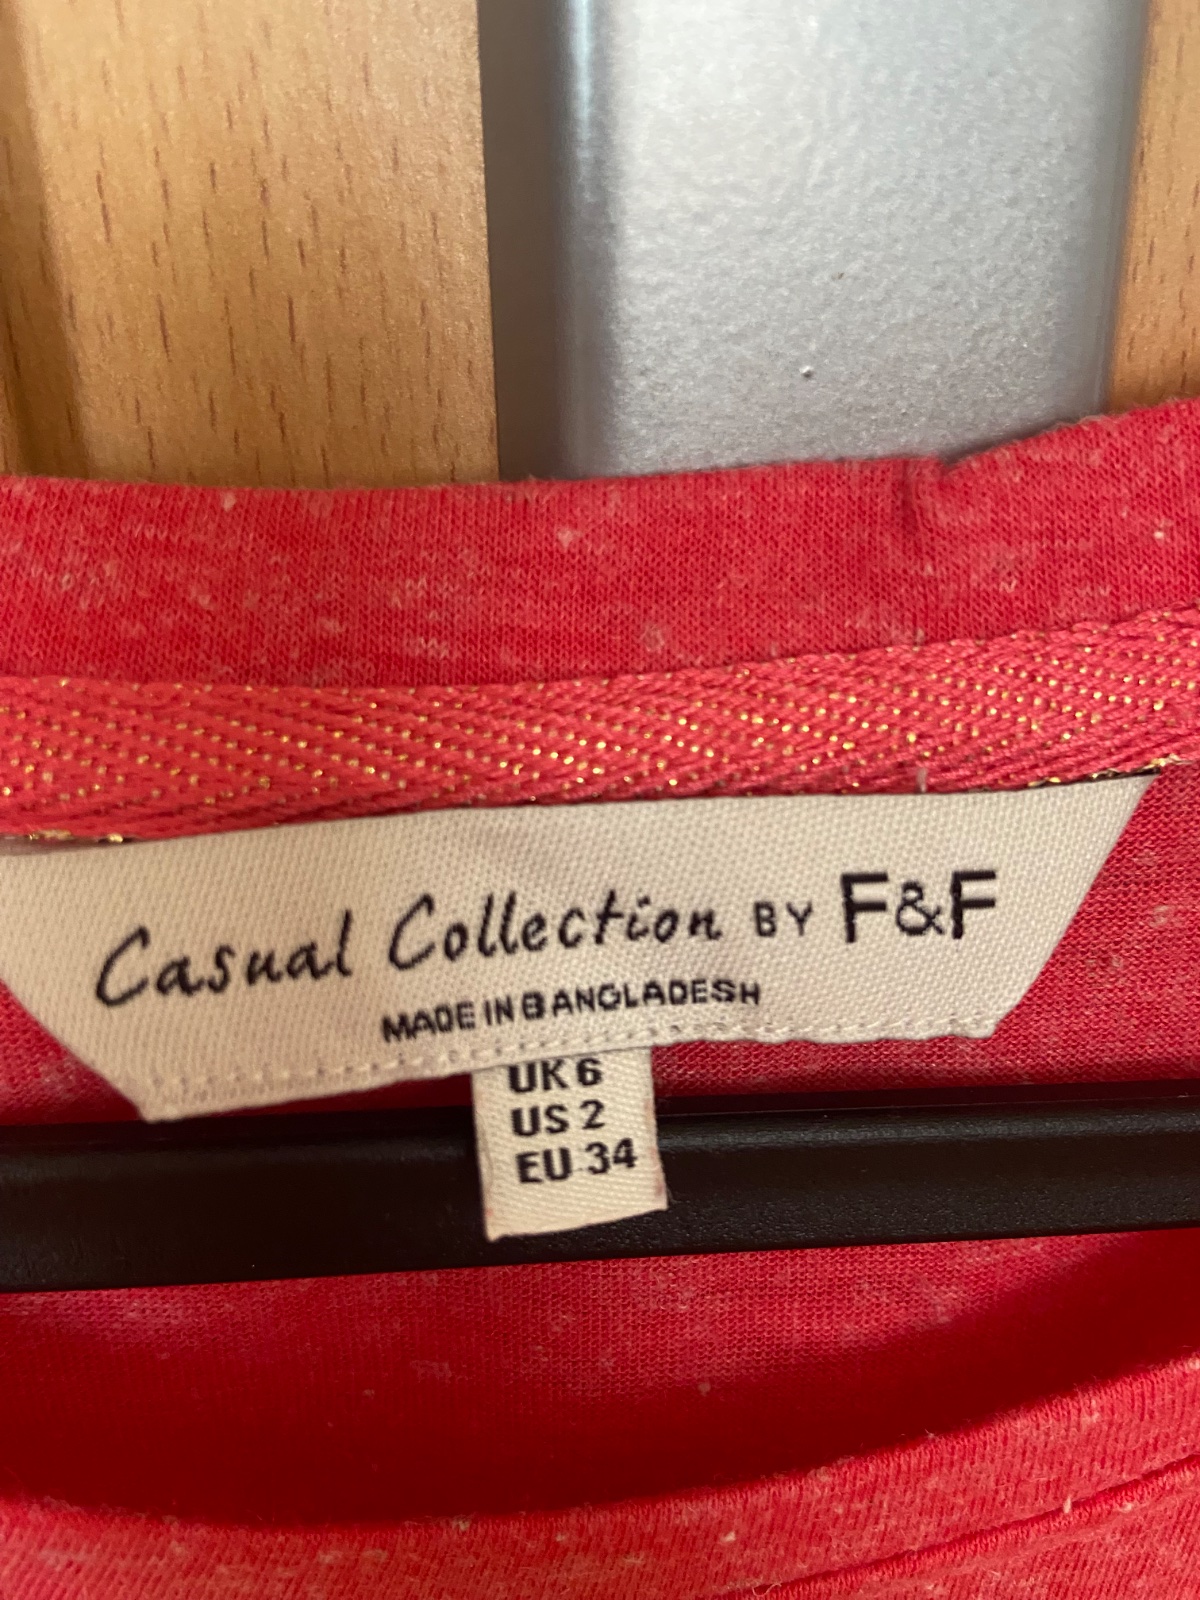 Casual Collection BY F&F
MADE IN BANGLADESH
UK 6
US 2
EU 34